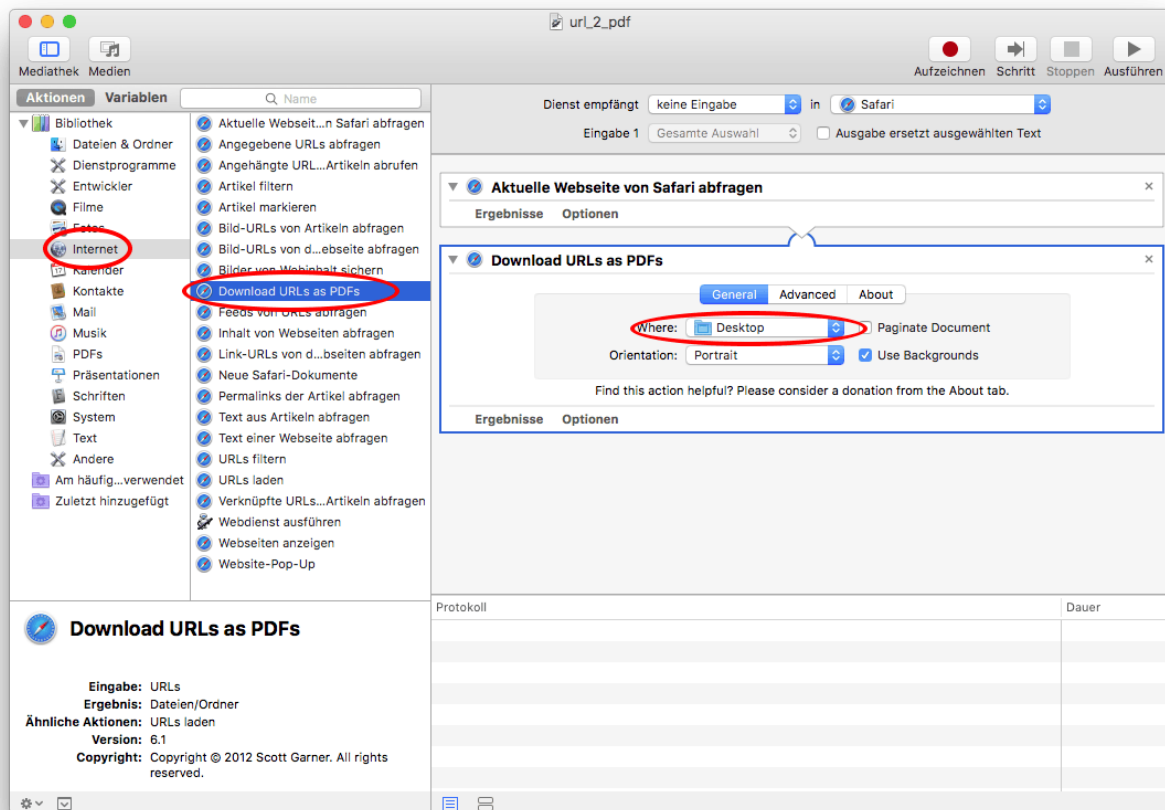 url_2_pdf
Mediathek Medien
Aufzeichnen Schritt Stoppen Ausführen
Aktionen Variablen Name
Bibliothek
Dateien & Ordner
Dienstprogramme
Entwickler
Filme
Fotos
Internet
Kalender
Kontakte
Mail
Musik
PDFs
Präsentationen
Schriften
System
Text
Andere
Am häufig...verwendet
Zuletzt hinzugefügt
Aktuelle Webseit...n Safari abfragen
Angegebene URLs abfragen
Angehängte URL...Artikeln abrufen
Artikel filtern
Artikel markieren
Bild-URLs von Artikeln abfragen
Bild-URLs von d...ebseite abfragen
Bilder von Webinhalt sichern
Download URLs as PDFs
Feeds von URLs abfragen
Inhalt von Webseiten abfragen
Link-URLs von d...bseiten abfragen
Neue Safari-Dokumente
Permalinks der Artikel abfragen
Text aus Artikeln abfragen
Text einer Webseite abfragen
URLs filtern
URLs laden
Verknüpfte URLs...Artikeln abfragen
Webdienst ausführen
Webseiten anzeigen
Website-Pop-Up
Dienst empfängt keine Eingabe in Safari
Eingabe 1 Gesamte Auswahl Ausgabe ersetzt ausgewählten Text
Aktuelle Webseite von Safari abfragen
Ergebnisse Optionen
Download URLs as PDFs
General Advanced About
Where: Desktop Paginate Document
Orientation: Portrait Use Backgrounds
Find this action helpful? Please consider a donation from the About tab.
Ergebnisse Optionen
Download URLs as PDFs
Eingabe: URLs
Ergebnis: Dateien/Ordner
Ähnliche Aktionen: URLs laden
Version: 6.1
Copyright: Copyright © 2012 Scott Garner. All rights
reserved.
Protokoll Dauer